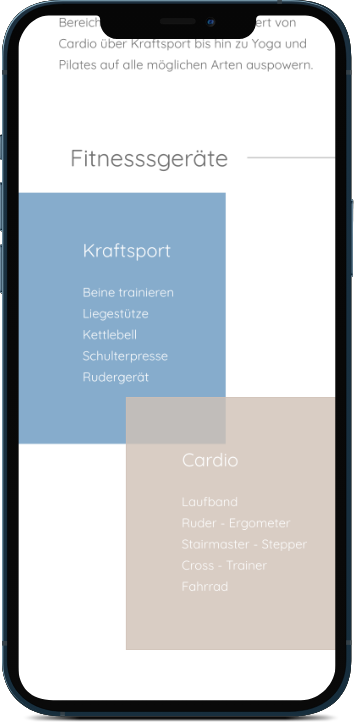 Bereich ert von
Cardio über Kraftsport bis hin zu Yoga und
Pilates auf alle möglichen Arten auspowern.
Fitnesssgeräte
Kraftsport
Beine trainieren
Liegestütze
Kettlebell
Schulterpresse
Rudergerät
Cardio
Laufband
Ruder - Ergometer
Stairmaster - Stepper
Cross - Trainer
Fahrrad